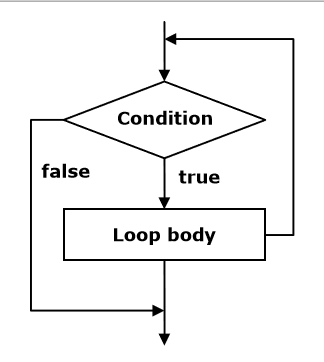 Condition
false
true
Loop body